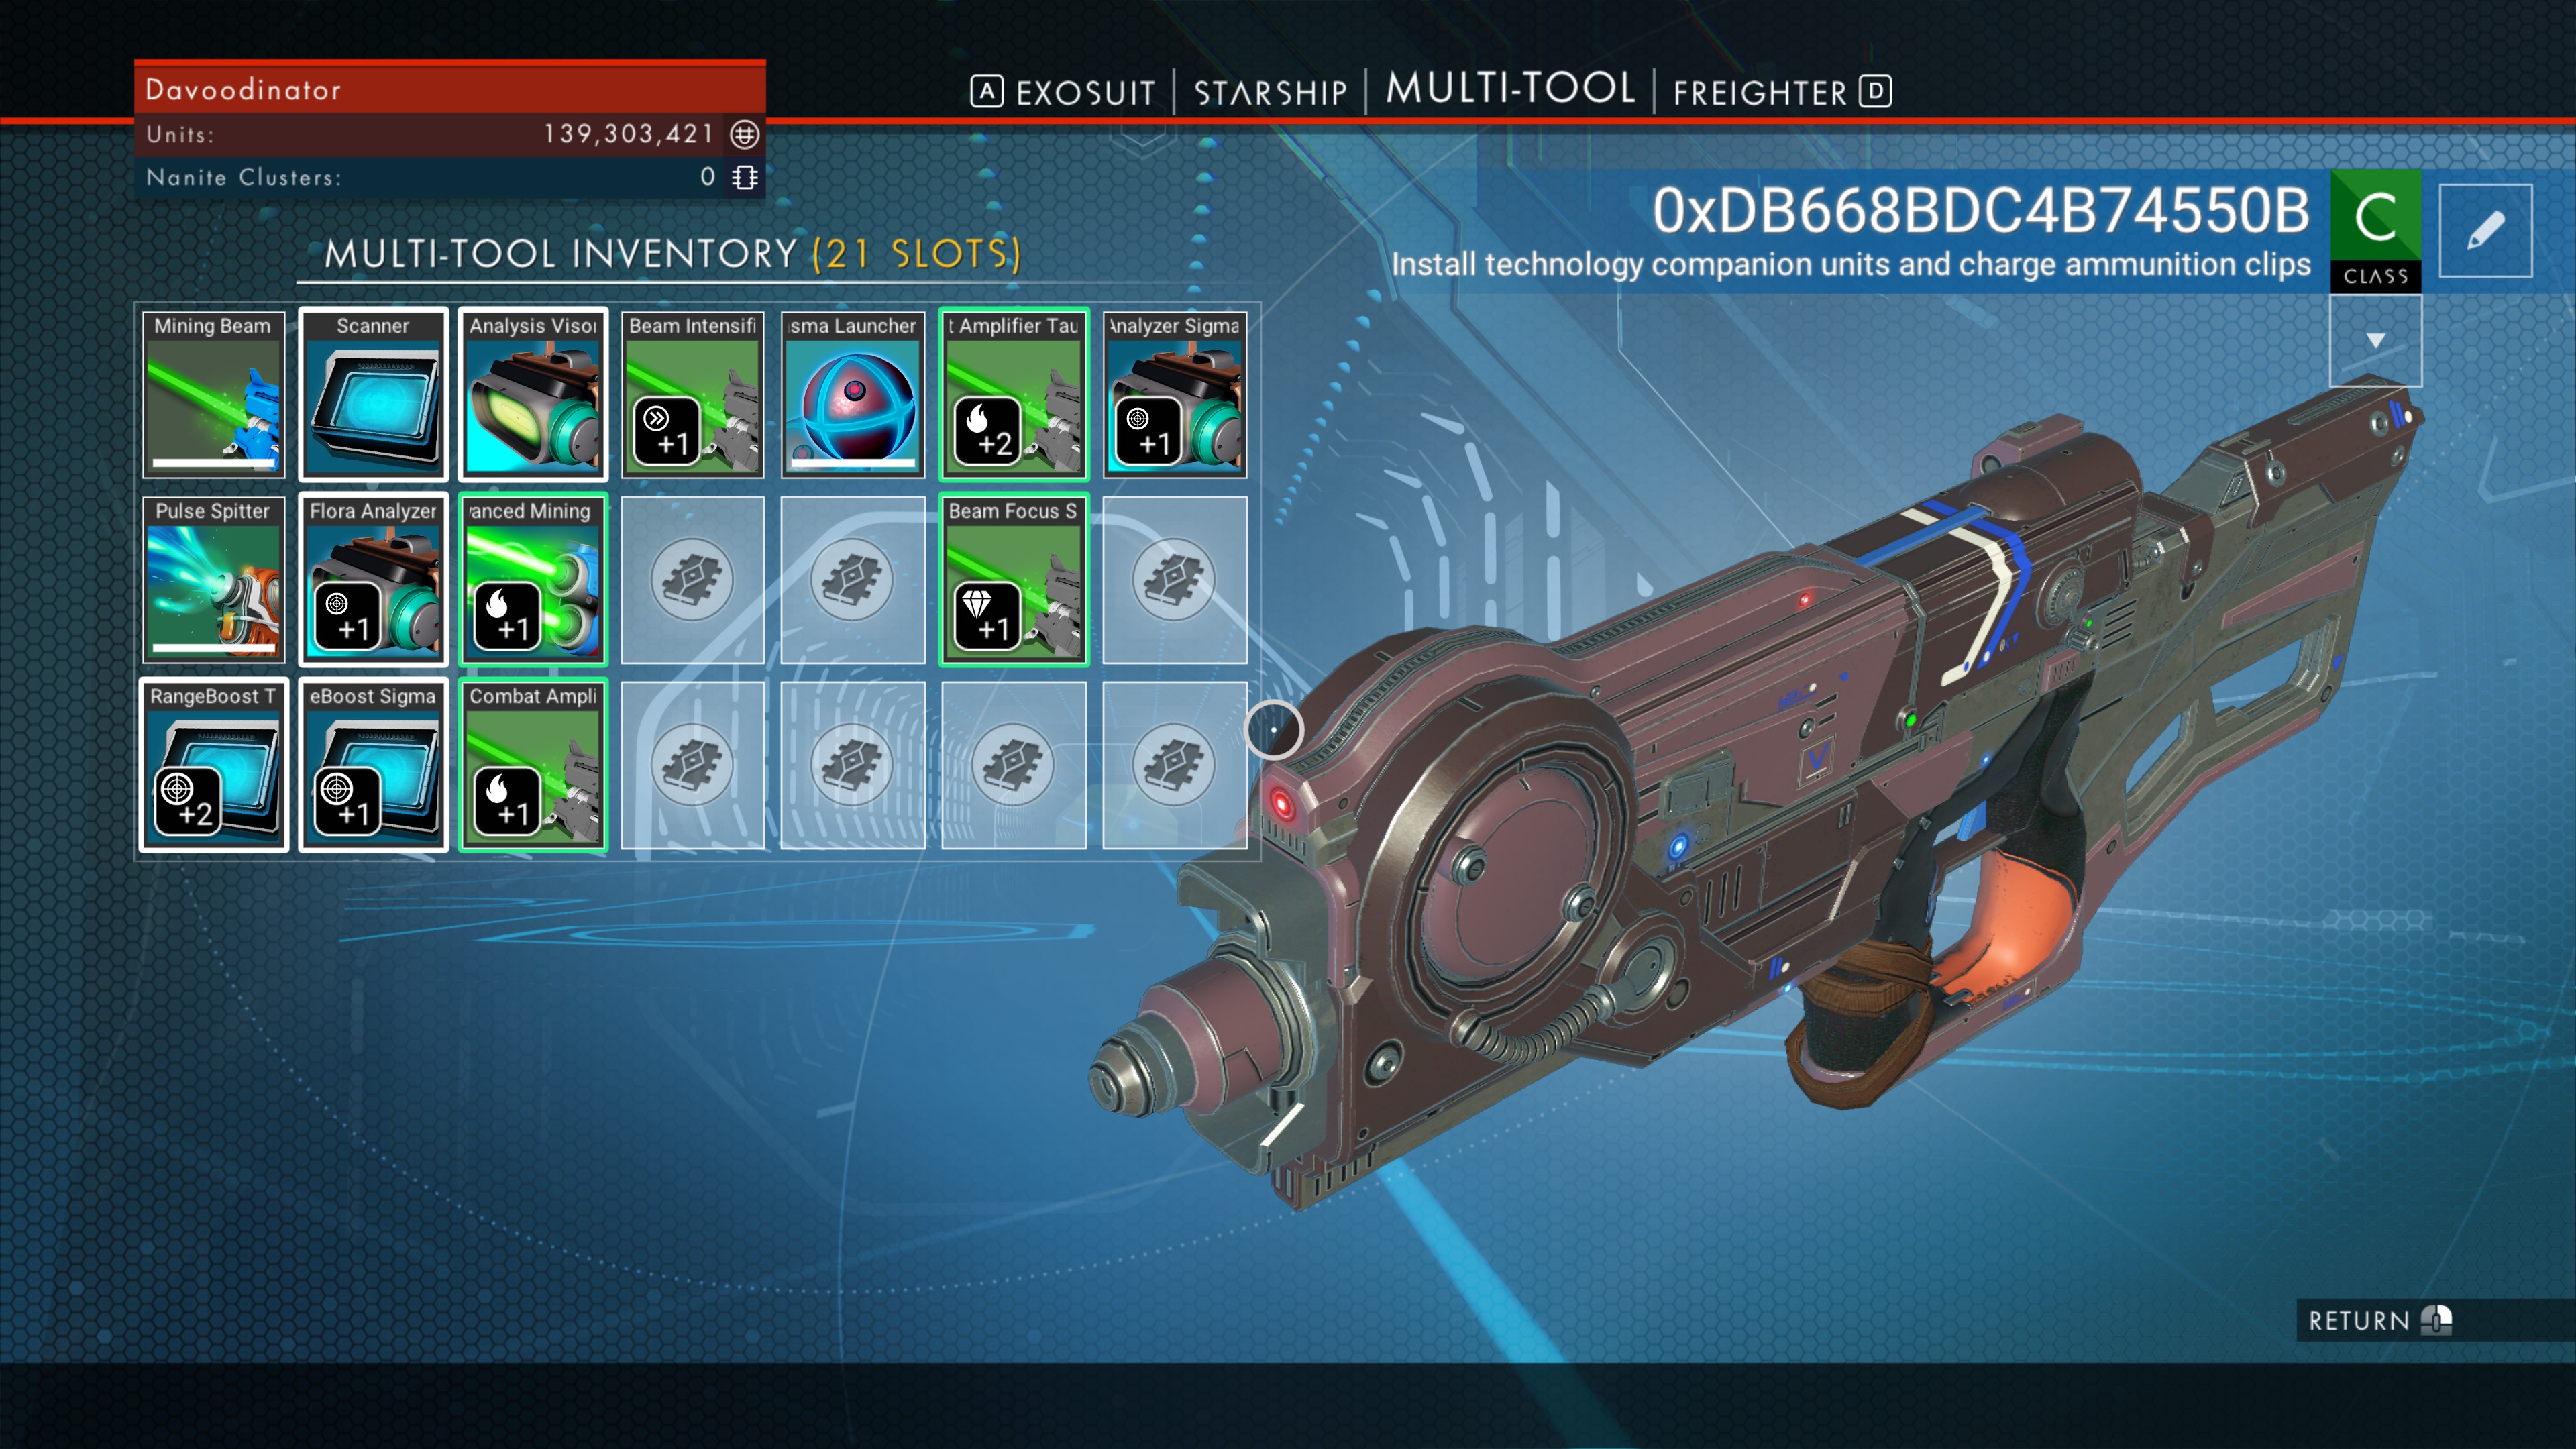 Davoodinator
Units: 139,303,421
Nanite Clusters: 0
A EXOSUIT STARSHIP MULTI-TOOL FREIGHTER D
0xDB668BDC4B74550B
Install technology companion units and charge ammunition clips
C
CLASS
MULTI-TOOL INVENTORY (21 SLOTS)
Mining Beam Scanner Analysis Visor Beam Intensifi sma Launcher t Amplifier Tau Analyzer Sigma
+1 +2 +1
Pulse Spitter Flora Analyzer vanced Mining Beam Focus S
+1 +1 +1
RangeBoost T eBoost Sigma Combat Ampli
+2 +1 +1
RETURN